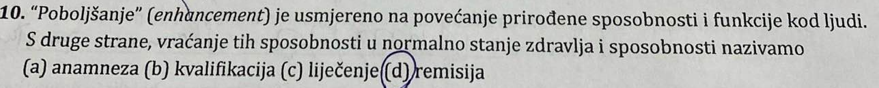 10. “Poboljšanje” (enhancement) je usmjereno na povećanje prirođene sposobnosti i funkcije kod ljudi.
S druge strane, vraćanje tih sposobnosti u normalno stanje zdravlja i sposobnosti nazivamo
(a) anamneza (b) kvalifikacija (c) liječenje (d) remisija